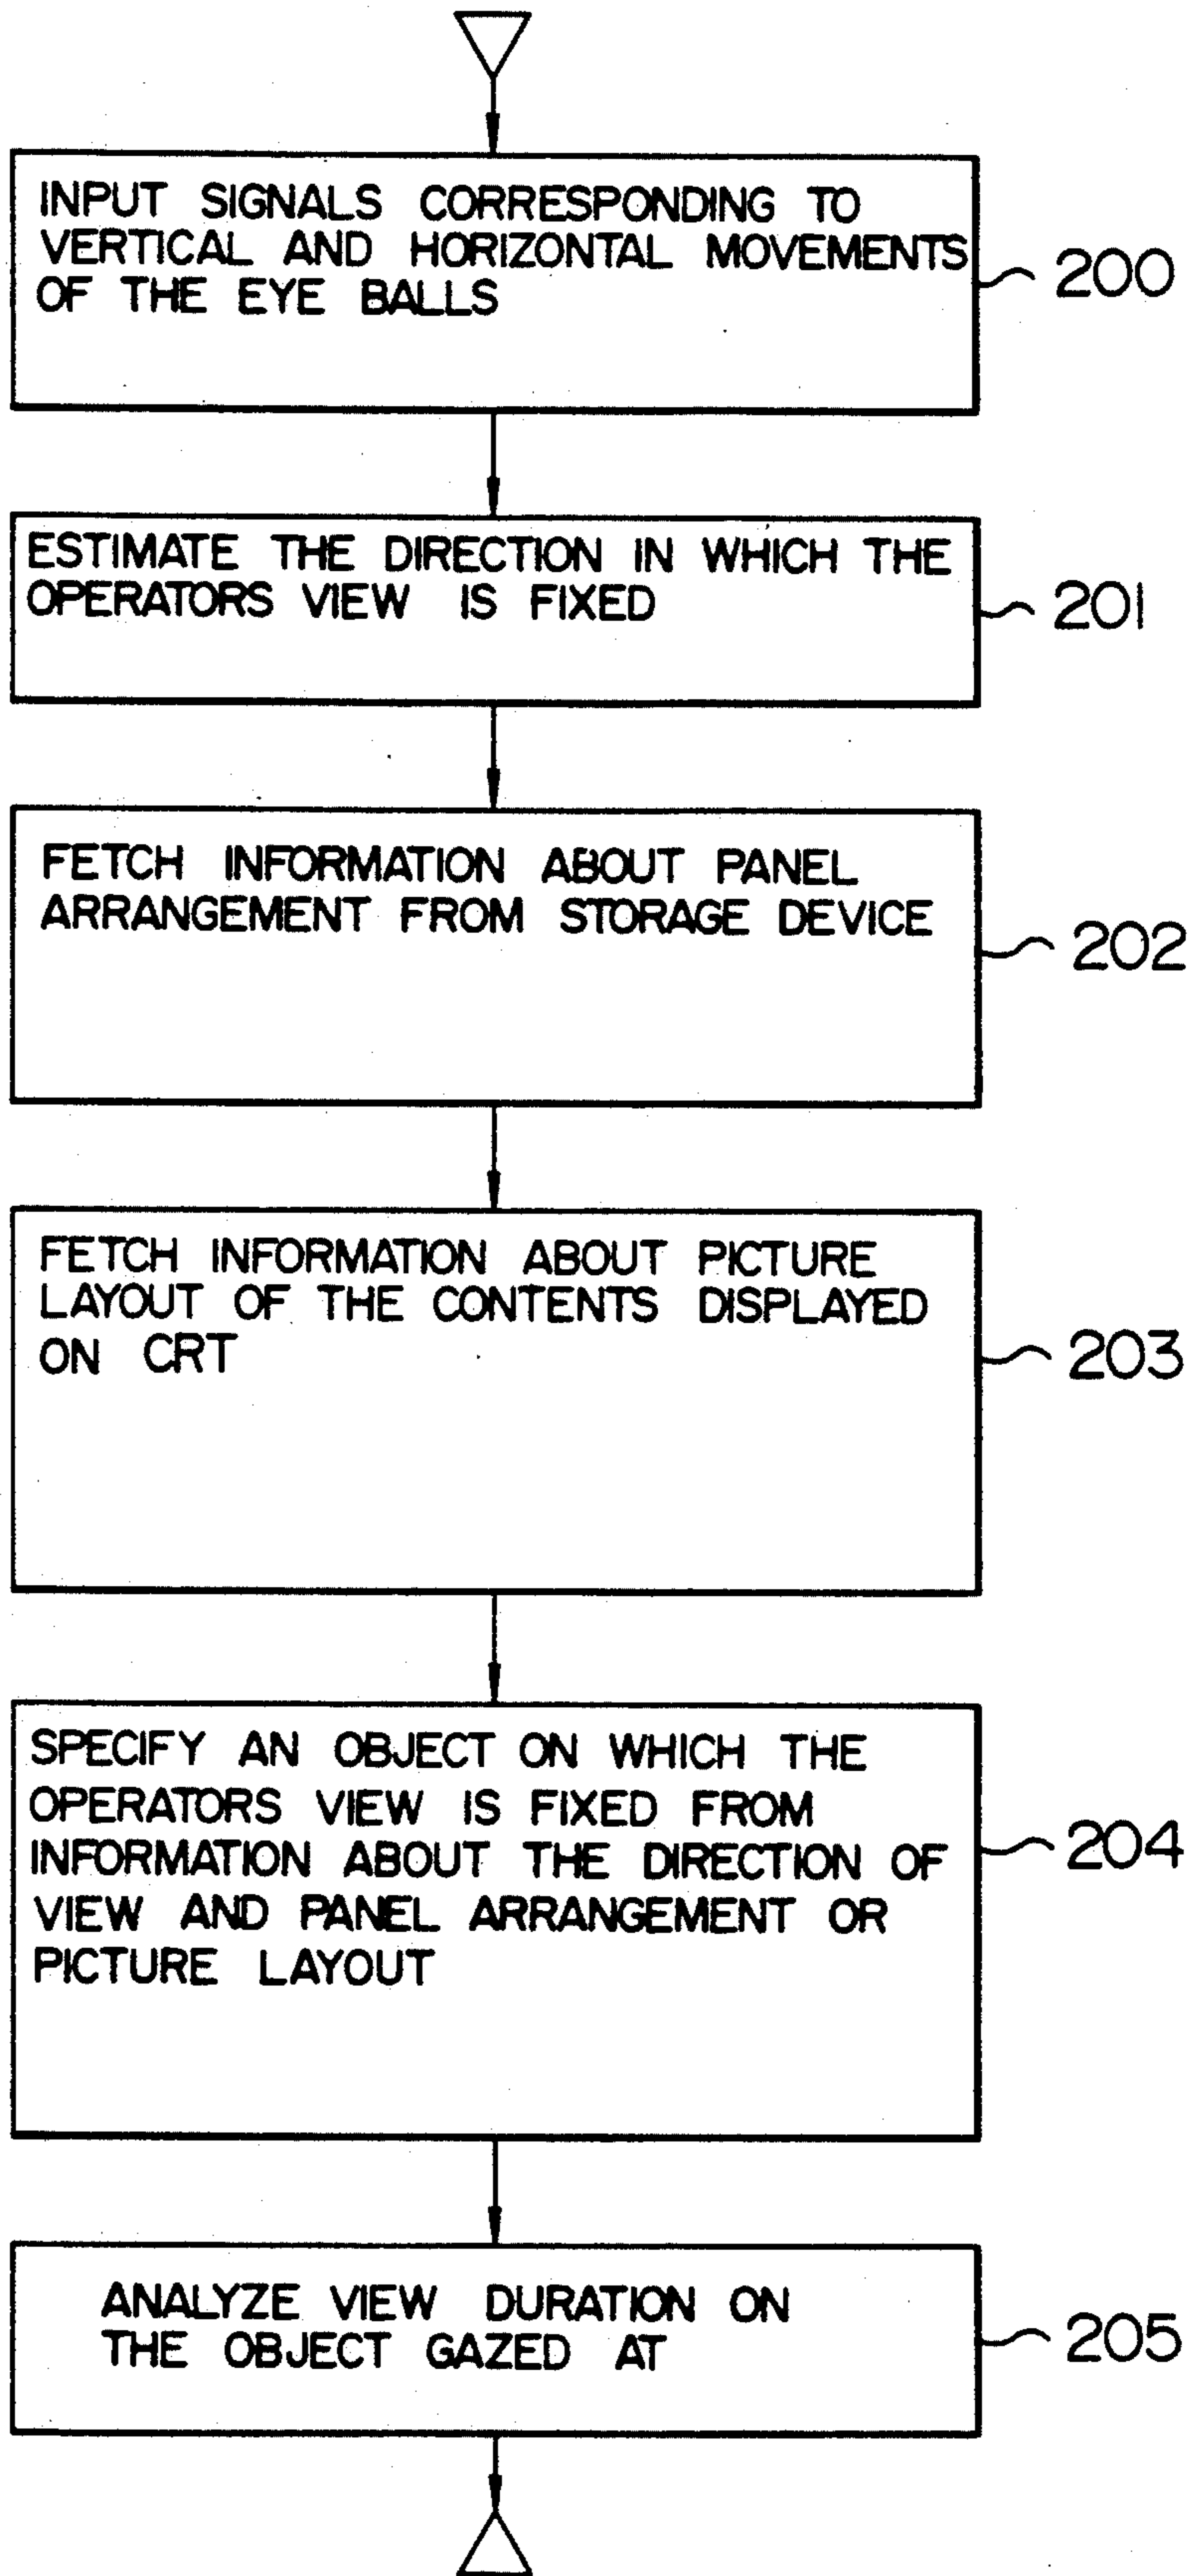 INPUT SIGNALS CORRESPONDING TO
VERTICAL AND HORIZONTAL MOVEMENTS
OF THE EYE BALLS
200
ESTIMATE THE DIRECTION IN WHICH THE
OPERATORS VIEW IS FIXED
201
FETCH INFORMATION ABOUT PANEL
ARRANGEMENT FROM STORAGE DEVICE
202
FETCH INFORMATION ABOUT PICTURE
LAYOUT OF THE CONTENTS DISPLAYED
ON CRT
203
SPECIFY AN OBJECT ON WHICH THE
OPERATORS VIEW IS FIXED FROM
INFORMATION ABOUT THE DIRECTION OF
VIEW AND PANEL ARRANGEMENT OR
PICTURE LAYOUT
204
ANALYZE VIEW DURATION ON
THE OBJECT GAZED AT
205